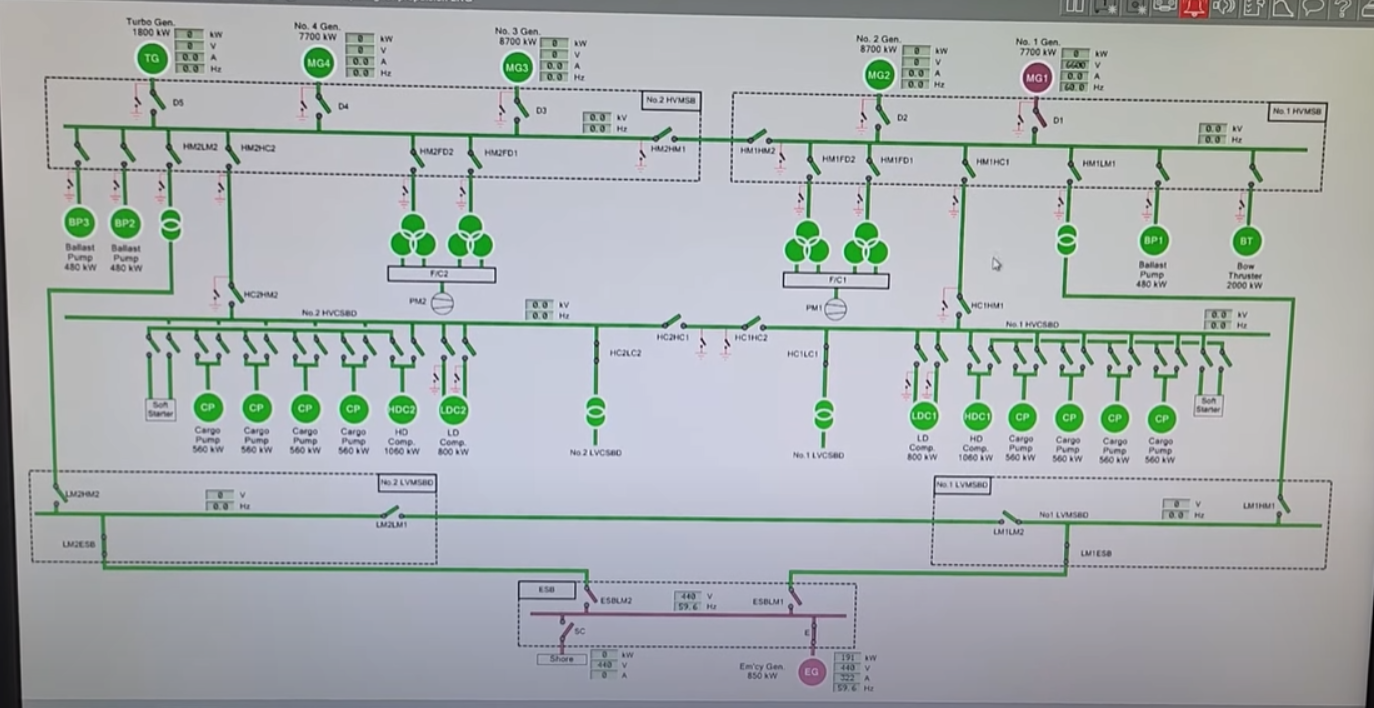 Turbo Gen.
1800 kW
0 kW
0 V
0.0 A
0.0 Hz
TG
No. 4 Gen.
7700 kW
0 kW
0 V
0.0 A
0.0 Hz
MG4
No. 3 Gen.
8700 kW
0 kW
0 V
0.0 A
0.0 Hz
MG3
No. 2 Gen.
8700 kW
0 kW
0 V
0.0 A
0.0 Hz
MG2
No. 1 Gen.
7700 kW
0 kW
6600 V
0.0 A
60.0 Hz
MG1
D5
D4
D3
No.2 HVMSB
0.0 kV
0.0 Hz
D2
D1
No.1 HVMSB
0.0 kV
0.0 Hz
HM2LM2
HM2HC2
HM2FD2
HM2FD1
HM2HM1
HM1HM2
HM1FD2
HM1FD1
HM1HC1
HM1LM1
BP3
Ballast
Pump
480 kW
BP2
Ballast
Pump
480 kW
F/C2
PM2
F/C1
PM1
BP1
Ballast
Pump
480 kW
BT
Bow
Thruster
2000 kW
HC2HM2
HC1HM1
No.2 HVCSBD
0.0 kV
0.0 Hz
HC2HC1
HC1HC2
No.1 HVCSBD
0.0 kV
0.0 Hz
HC2LC2
HC1LC1
Soft
Starter
CP
Cargo
Pump
560 kW
CP
Cargo
Pump
560 kW
CP
Cargo
Pump
560 kW
CP
Cargo
Pump
560 kW
HDC2
HD
Comp.
1060 kW
LDC2
LD
Comp.
800 kW
No.2 LVCSBD
No.1 LVCSBD
LDC1
LD
Comp.
800 kW
HDC1
HD
Comp.
1060 kW
CP
Cargo
Pump
560 kW
CP
Cargo
Pump
560 kW
CP
Cargo
Pump
560 kW
CP
Cargo
Pump
560 kW
Soft
Starter
No.2 LVMSBD
LM2HM2
0 V
0.0 Hz
LM2LM1
LM2ESB
No.1 LVMSBD
LM1LM2
No1 LVMSBD
0 V
0.0 Hz
LM1HM1
LM1ESB
ESB
ESBLM2
440 V
59.6 Hz
ESBLM1
SC
E
Shore
0 kW
440 V
0 A
Em'cy Gen.
850 kW
EG
191 kW
440 V
322 A
59.6 Hz